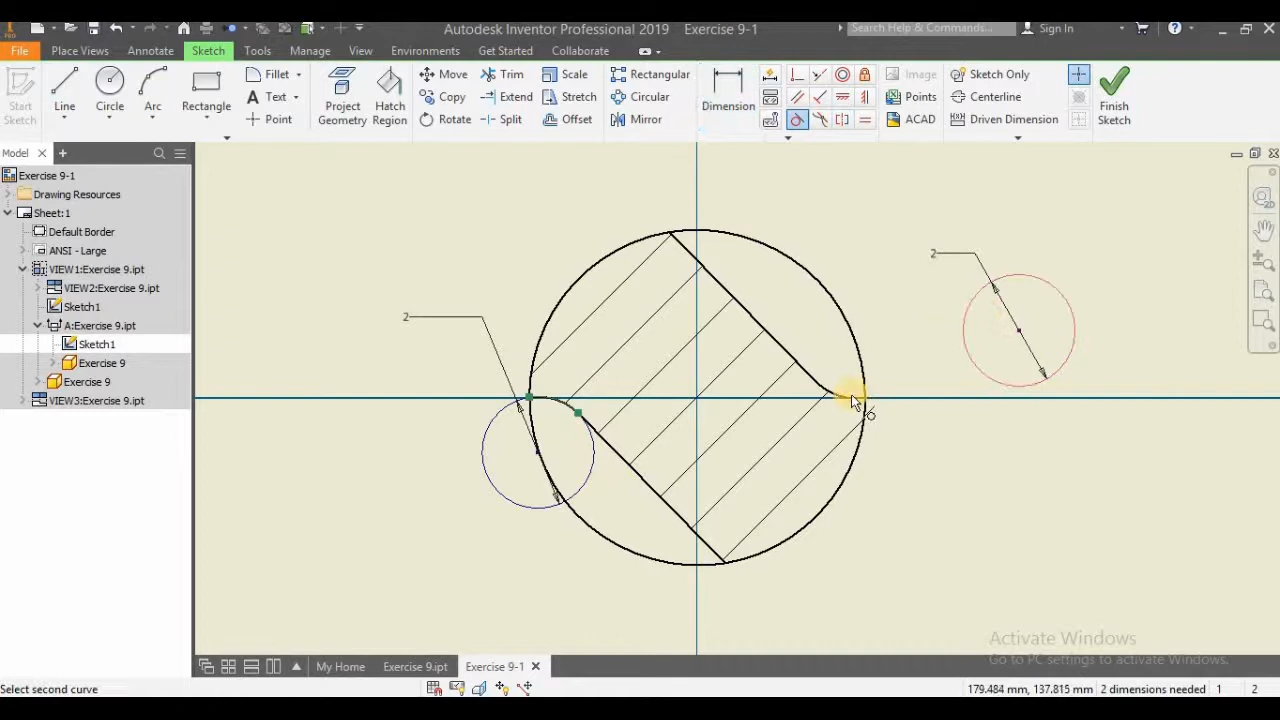 Autodesk Inventor Professional 2019 Exercise 9-1
Search Help & Commands...
Sign In
File
Place Views
Annotate
Sketch
Tools
Manage
View
Environments
Get Started
Collaborate
Start Sketch
Line
Circle
Arc
Rectangle
Fillet
Text
Point
Project Geometry
Hatch Region
Move
Copy
Rotate
Trim
Extend
Split
Scale
Stretch
Offset
Rectangular
Circular
Mirror
Dimension
Image
Points
ACAD
Sketch Only
Centerline
Driven Dimension
Finish Sketch
Model
Exercise 9-1
Drawing Resources
Sheet:1
Default Border
ANSI - Large
VIEW1:Exercise 9.ipt
VIEW2:Exercise 9.ipt
Sketch1
A:Exercise 9.ipt
Sketch1
Exercise 9
Exercise 9
VIEW3:Exercise 9.ipt
2
2
Activate Windows
Go to PC settings to activate Windows.
My Home
Exercise 9.ipt
Exercise 9-1
Select second curve
179.484 mm, 137.815 mm
2 dimensions needed
1
2